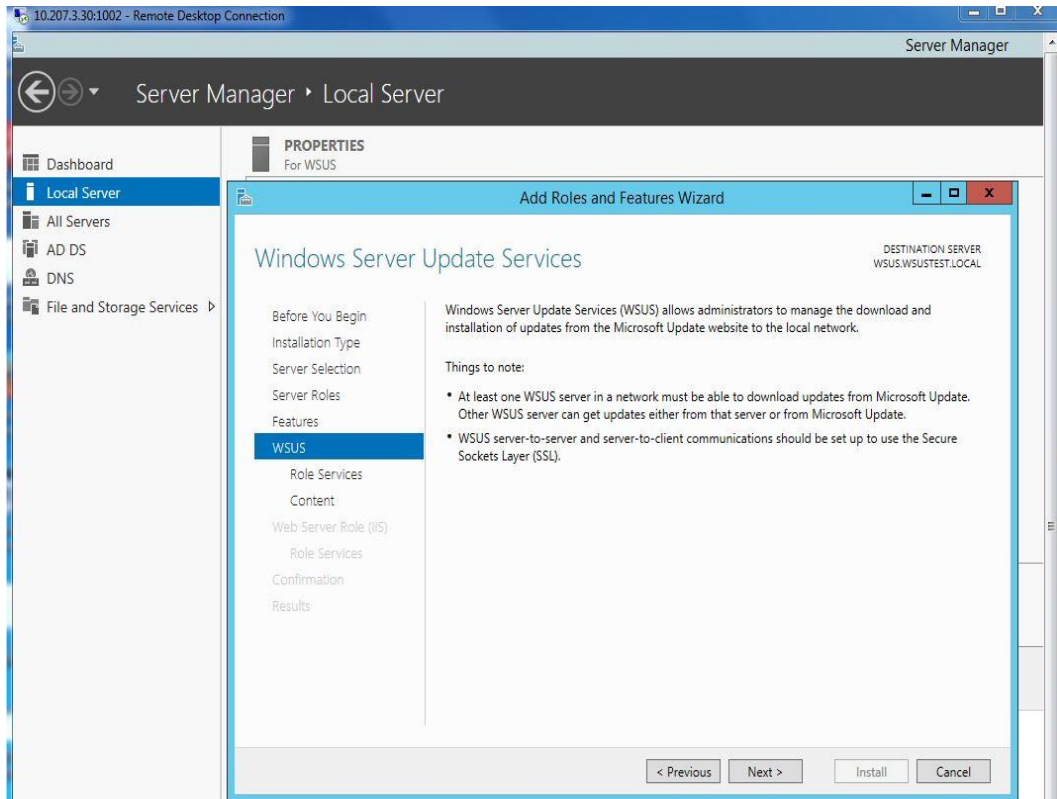 10.207.3.30:1002 - Remote Desktop Connection
Server Manager
Server Manager • Local Server
Dashboard
Local Server
All Servers
AD DS
DNS
File and Storage Services
PROPERTIES
For WSUS
Add Roles and Features Wizard
Windows Server Update Services
DESTINATION SERVER
WSUS.WSUSTEST.LOCAL
Before You Begin
Installation Type
Server Selection
Server Roles
Features
WSUS
Role Services
Content
Web Server Role (IIS)
Role Services
Confirmation
Results
Windows Server Update Services (WSUS) allows administrators to manage the download and
installation of updates from the Microsoft Update website to the local network.
Things to note:
• At least one WSUS server in a network must be able to download updates from Microsoft Update.
Other WSUS server can get updates either from that server or from Microsoft Update.
• WSUS server-to-server and server-to-client communications should be set up to use the Secure
Sockets Layer (SSL).
< Previous
Next >
Install
Cancel